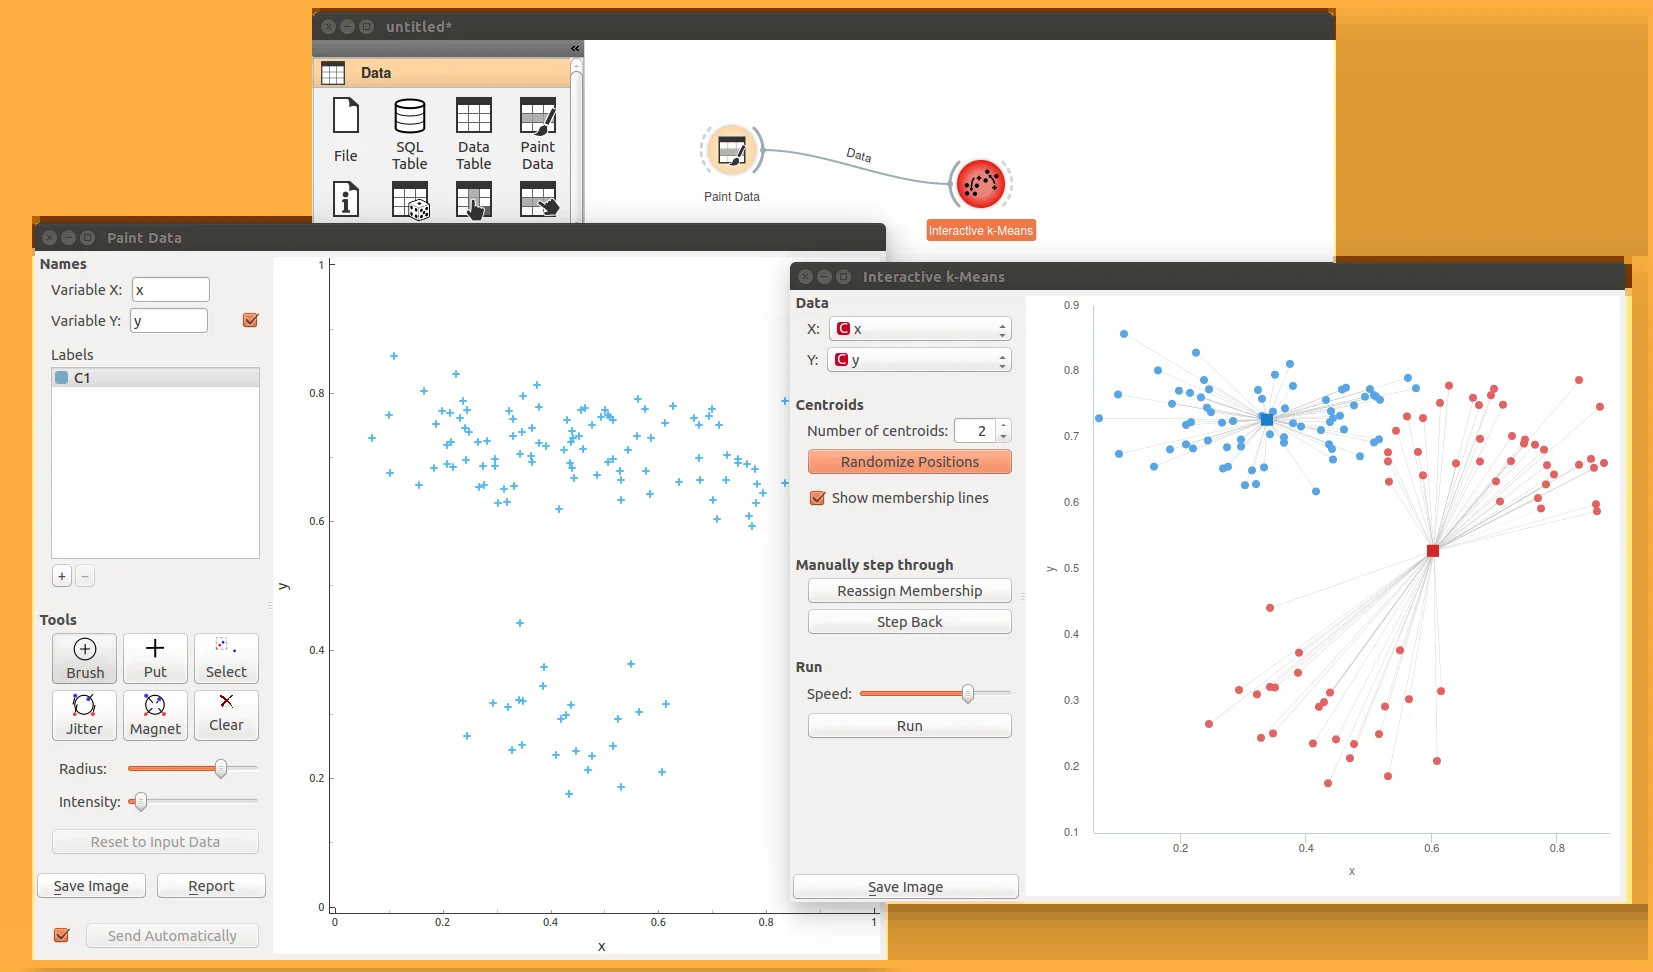 untitled*
«
Data
File
SQL
Table
Data
Table
Paint
Data
Data
Paint Data
Interactive k-Means
Paint Data
Names
Variable X: x
Variable Y: y
Labels
C1
+ −
Tools
Brush Put Select
Jitter Magnet Clear
Radius:
Intensity:
Reset to Input Data
Save Image Report
Send Automatically
1
0.8
0.6
0.4
0.2
0
y
0 0.2 0.4 0.6 0.8 1
x
Interactive k-Means
Data
X: C x
Y: C y
Centroids
Number of centroids: 2
Randomize Positions
Show membership lines
Manually step through
Reassign Membership
Step Back
Run
Speed:
Run
Save Image
0.9
0.8
0.7
0.6
0.5
0.4
0.3
0.2
0.1
y
0.2 0.4 0.6 0.8
x